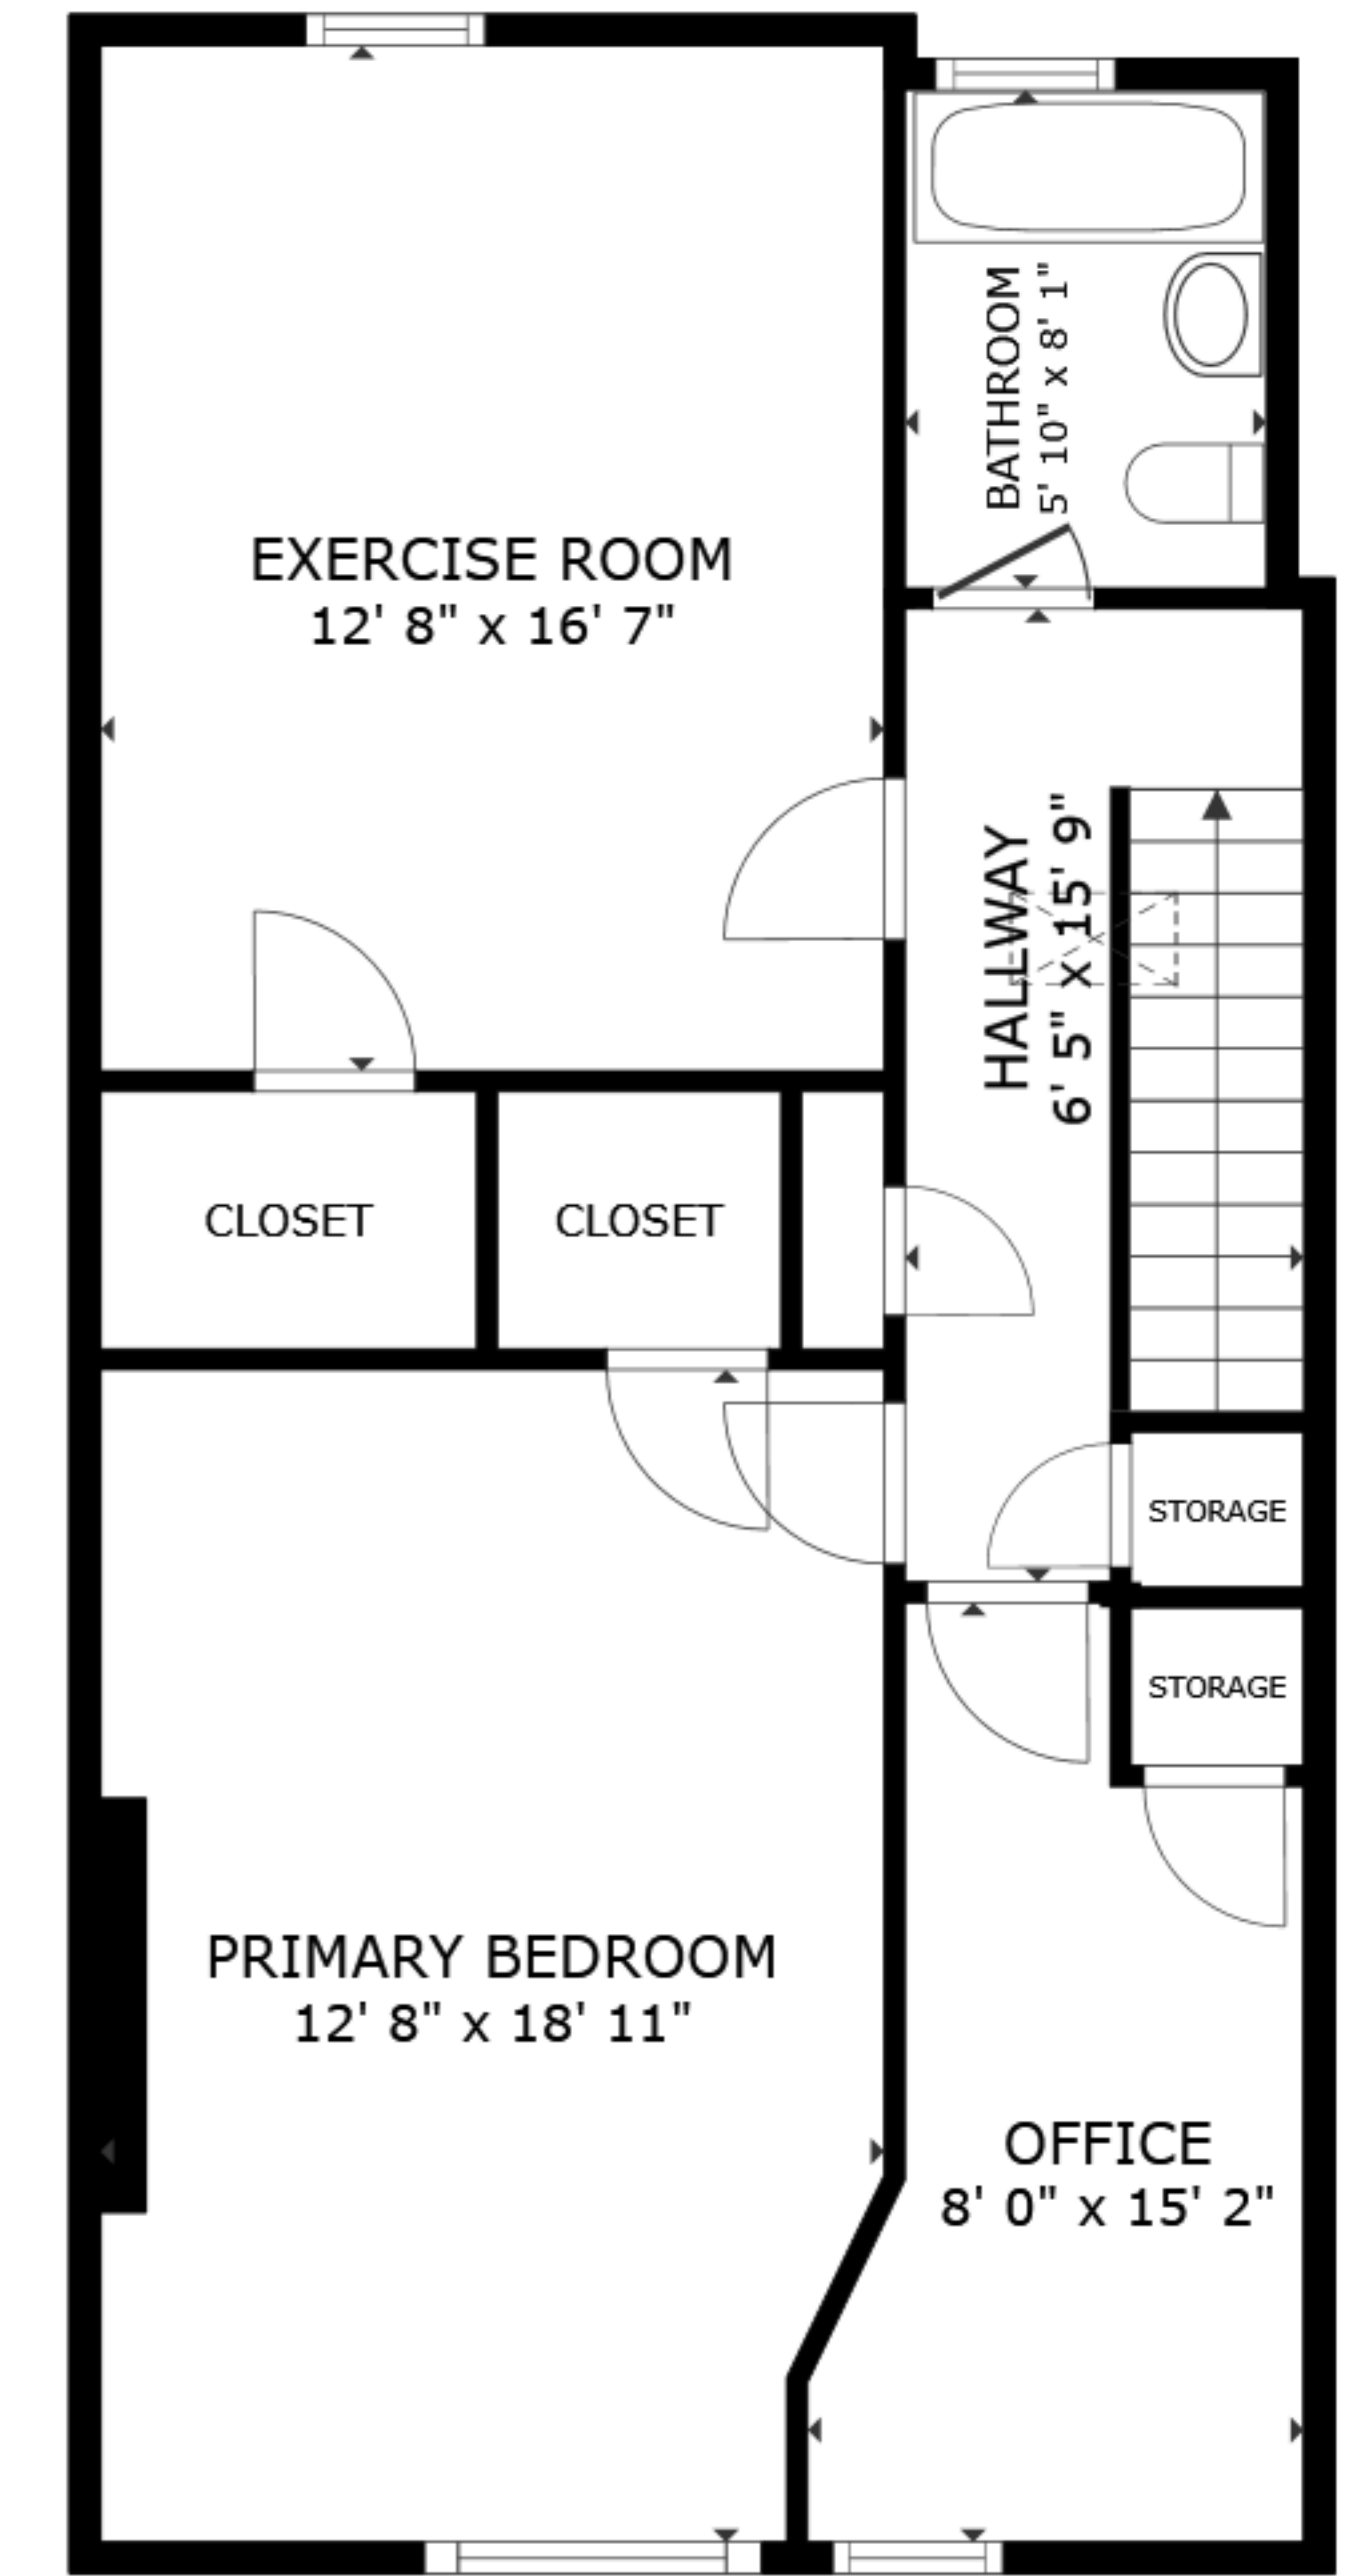 BATHROOM
5' 10" x 8' 1"
EXERCISE ROOM
12' 8" x 16' 7"
HALLWAY
6' 5" x 15' 9"
CLOSET
CLOSET
STORAGE
STORAGE
PRIMARY BEDROOM
12' 8" x 18' 11"
OFFICE
8' 0" x 15' 2"